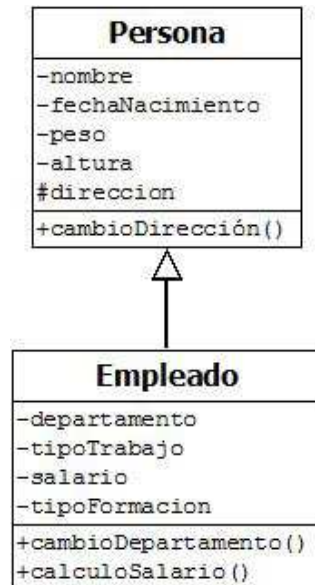 Persona
-nombre
-fechaNacimiento
-peso
-altura
#direccion
+cambioDirección()
Empleado
-departamento
-tipoTrabajo
-salario
-tipoFormacion
+cambioDepartamento()
+calculoSalario()